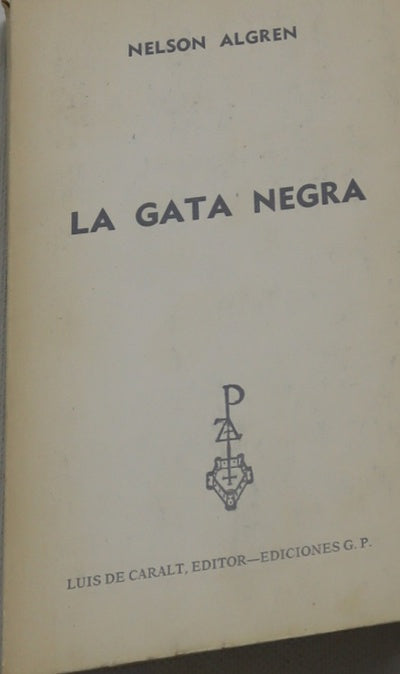 NELSON ALGREN
LA GATA NEGRA
P
Z
LUIS DE CARALT, EDITOR—EDICIONES G. P.